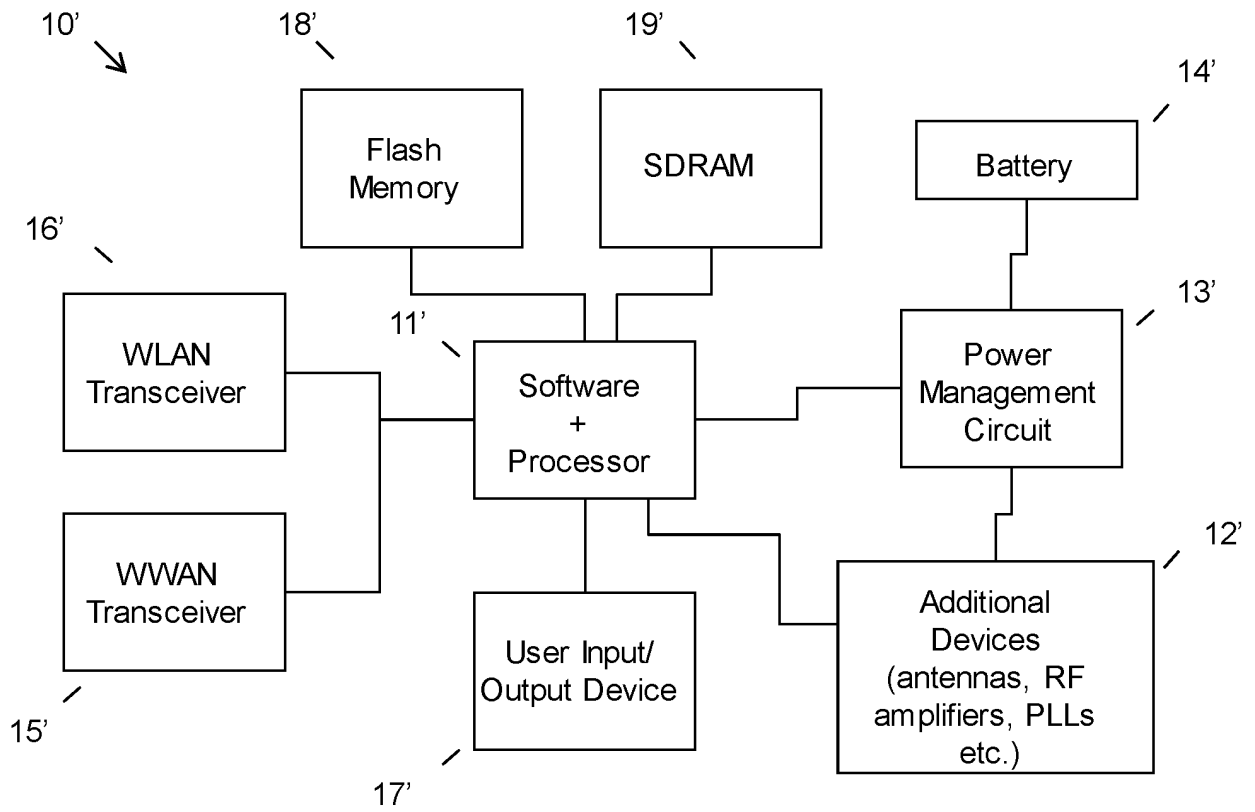 10’
18’
19’
14’
Flash
Memory
SDRAM
Battery
16’
13’
11’
WLAN
Transceiver
Software
+
Processor
Power
Management
Circuit
12’
WWAN
Transceiver
User Input/
Output Device
Additional
Devices
(antennas, RF
amplifiers, PLLs
etc.)
15’
17’